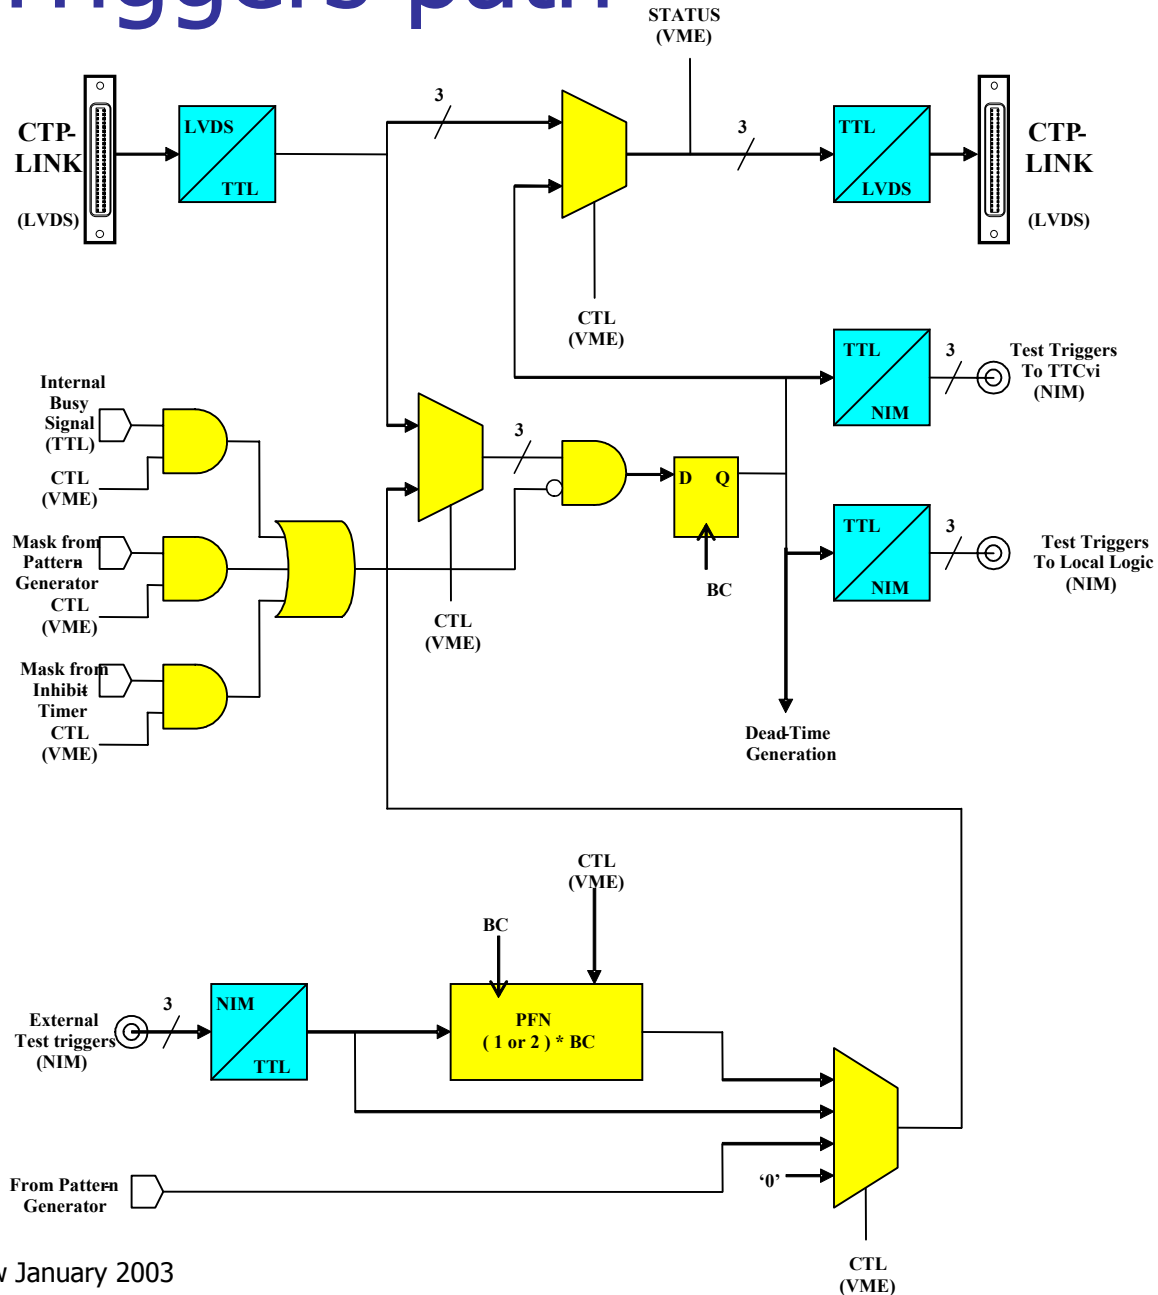 Triggers path
STATUS
(VME)
CTP-
LINK
(LVDS)
LVDS
TTL
3
3
TTL
LVDS
CTP-
LINK
(LVDS)
CTL
(VME)
TTL
NIM
3
Test Triggers
To TTCvi
(NIM)
Internal
Busy
Signal
(TTL)
CTL
(VME)
3
D Q
BC
Mask from
Pattern-
Generator
CTL
(VME)
CTL
(VME)
TTL
NIM
3
Test Triggers
To Local Logic
(NIM)
Mask from
Inhibit-
Timer
CTL
(VME)
Dead-Time
Generation
CTL
(VME)
BC
External
Test triggers
(NIM)
3
NIM
TTL
PFN
( 1 or 2 ) * BC
From Pattern-
Generator
‘0’
CTL
(VME)
January 2003